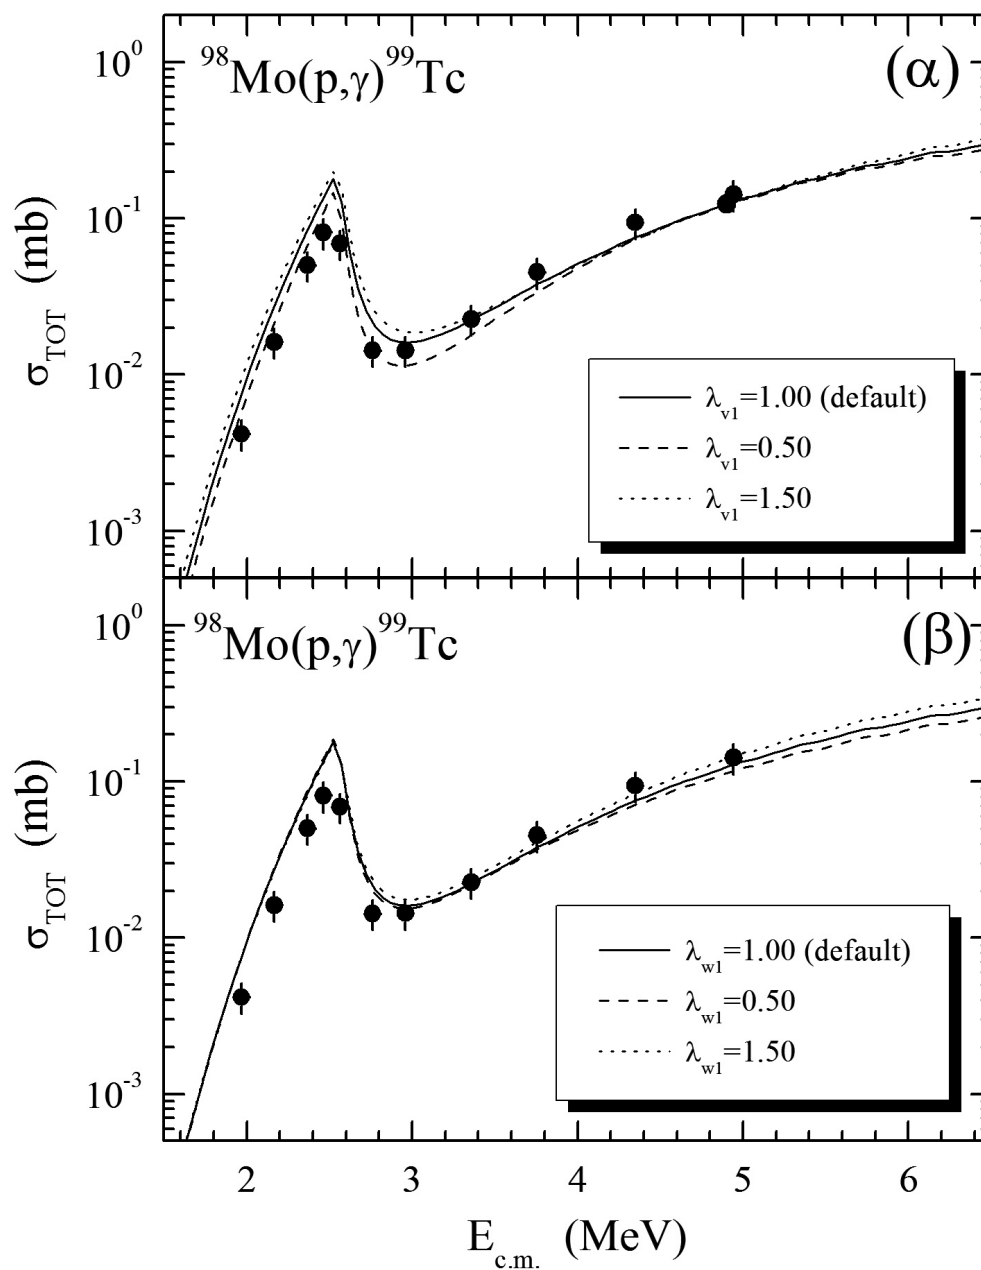 ⁹⁸Mo(p,γ)⁹⁹Tc
(α)
10⁰
10⁻¹
10⁻²
10⁻³
σ_TOT (mb)
λ_v1=1.00 (default)
λ_v1=0.50
λ_v1=1.50
⁹⁸Mo(p,γ)⁹⁹Tc
(β)
10⁰
10⁻¹
10⁻²
10⁻³
σ_TOT (mb)
λ_w1=1.00 (default)
λ_w1=0.50
λ_w1=1.50
2 3 4 5 6
E_c.m. (MeV)